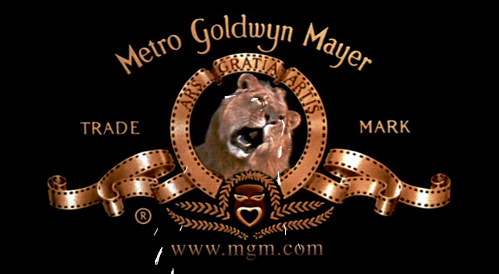 Metro Goldwyn Mayer
ARS GRATIA ARTIS
TRADE MARK
®
www.mgm.com